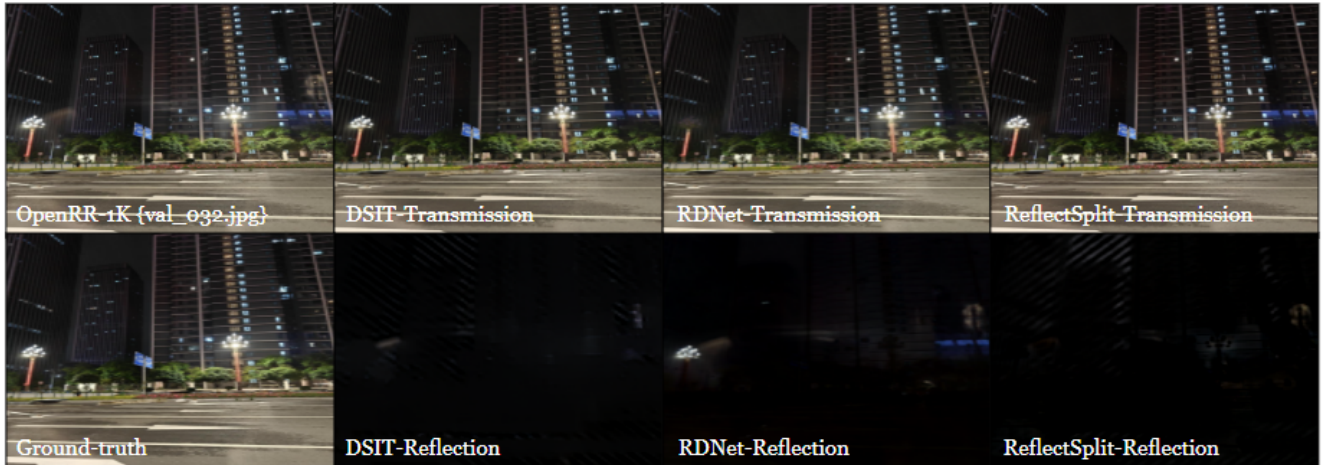 OpenRR-1K {val_032.jpg}
DSIT-Transmission
RDNet-Transmission
ReflectSplit-Transmission
Ground-truth
DSIT-Reflection
RDNet-Reflection
ReflectSplit-Reflection